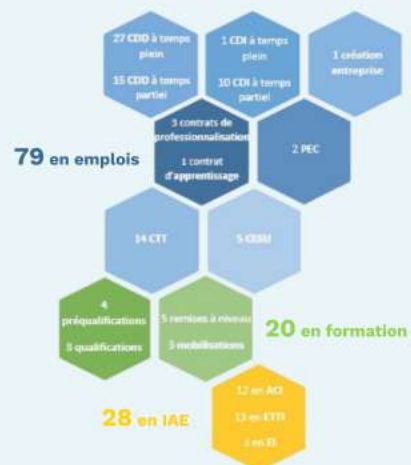 27 CDD à temps
plein
15 CDD à temps
partiel
1 CDI à temps
plein
10 CDI à temps
partiel
1 création
entreprise
3 contrats de
professionnalisation
1 contrat
d'apprentissage
2 PEC
79 en emplois
14 CTT
5 CESU
4
préqualifications
8 qualifications
5 remises à niveau
3 mobilisations
20 en formation
12 en ACI
13 en ETTI
3 en EI
28 en IAE